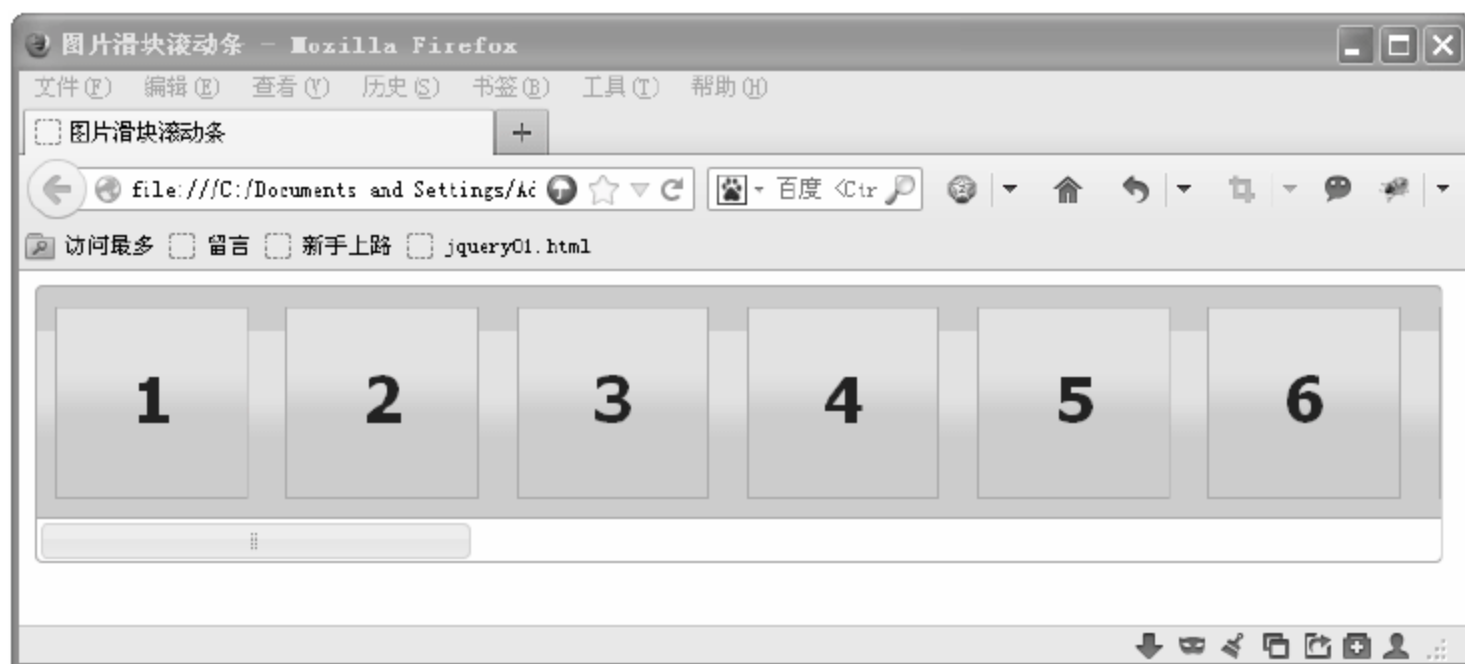 图片滑块滚动条 - Mozilla Firefox
文件(F) 编辑(E) 查看(V) 历史(S) 书签(B) 工具(T) 帮助(H)
图片滑块滚动条 +
file:///C:/Documents and Settings/Ad 百度 <Ctr
访问最多 留言 新手上路 jquery01.html
1 2 3 4 5 6